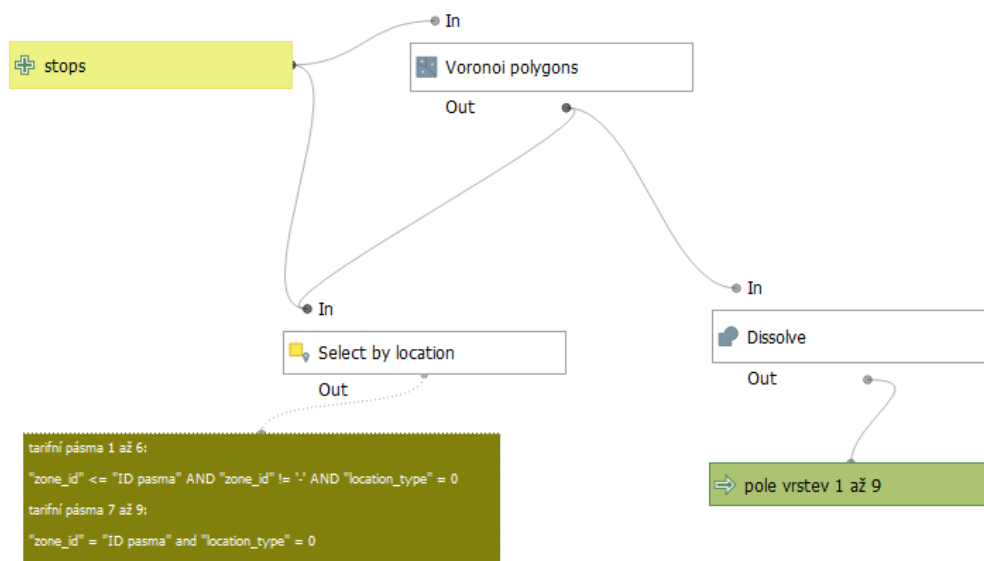 In
stops
Voronoi polygons
Out
In
In
Select by location
Dissolve
Out
Out
tarifní pásma 1 až 6:
"zone_id" <= "ID pasma" AND "zone_id" != '-' AND "location_type" = 0
tarifní pásma 7 až 9:
"zone_id" = "ID pasma" and "location_type" = 0
pole vrstev 1 až 9